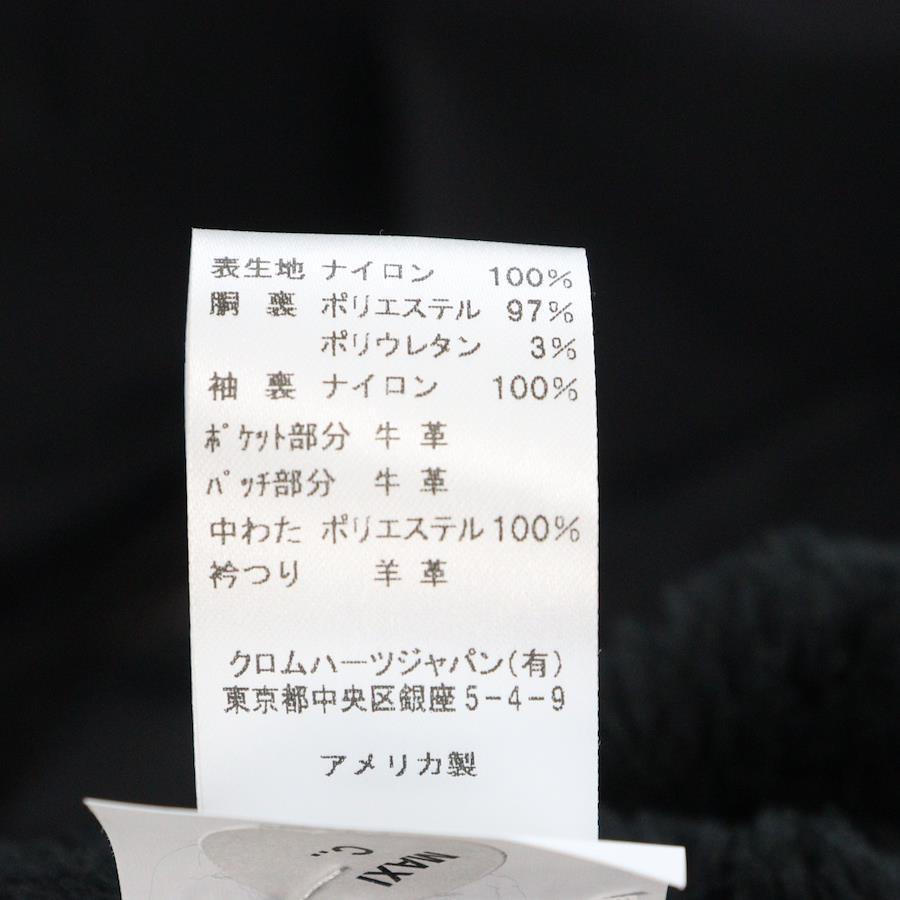 表生地 ナイロン 100%
胴 裏 ポリエステル 97%
ポリウレタン 3%
袖 裏 ナイロン 100%
ポケット部分 牛 革
パッチ部分 牛 革
中わた ポリエステル100%
衿つり 羊 革
クロムハーツジャパン(有)
東京都中央区銀座5-4-9
アメリカ製
MAXI
C::